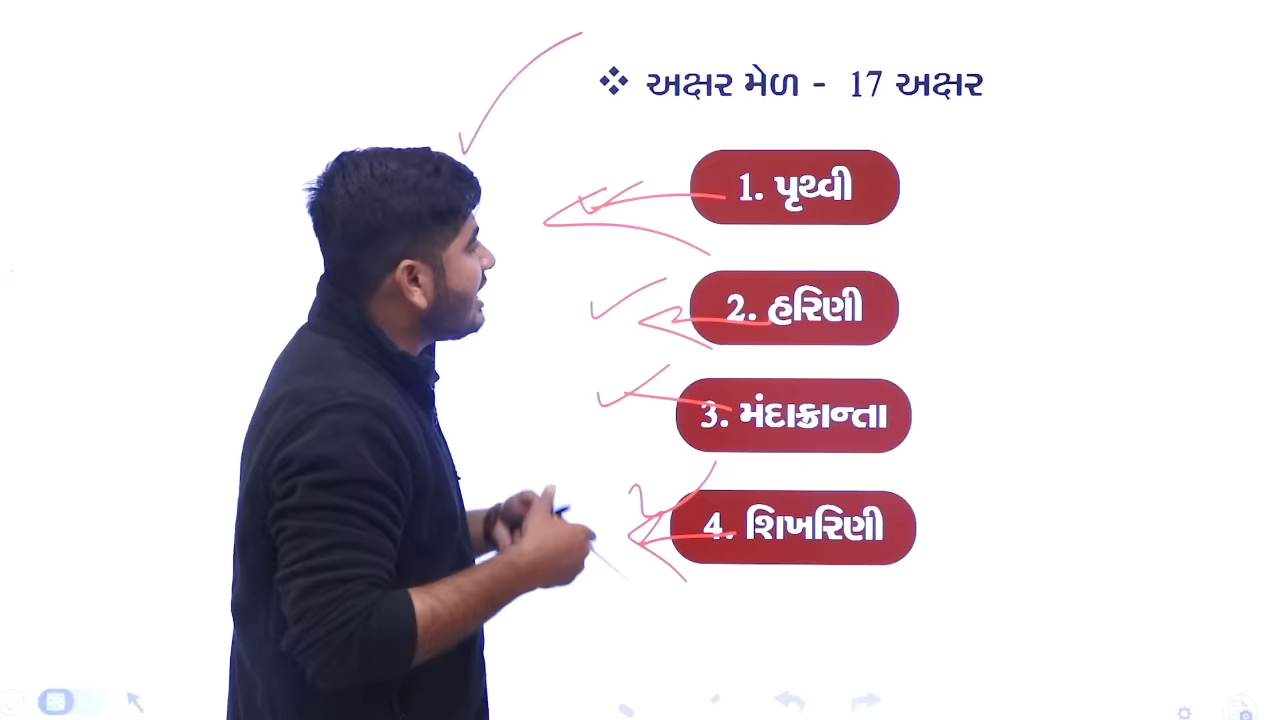 ❖ અક્ષર મેળ - 17 અક્ષર
1. પૃથ્વી
2. હરિણી
3. મંદાક્રાન્તા
4. શિખરિણી